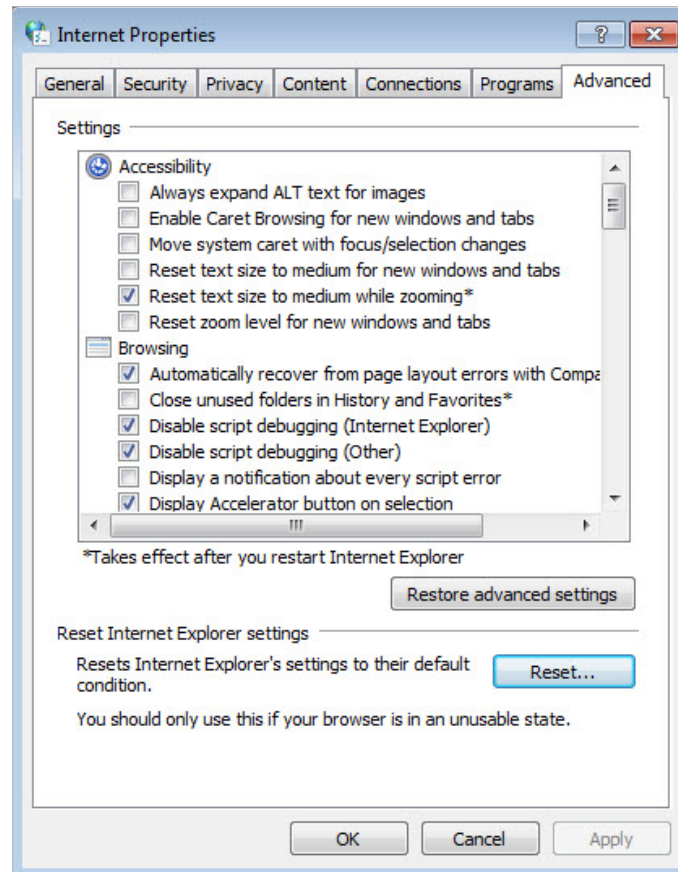 Internet Properties
General Security Privacy Content Connections Programs Advanced
Settings
Accessibility
Always expand ALT text for images
Enable Caret Browsing for new windows and tabs
Move system caret with focus/selection changes
Reset text size to medium for new windows and tabs
Reset text size to medium while zooming*
Reset zoom level for new windows and tabs
Browsing
Automatically recover from page layout errors with Compa
Close unused folders in History and Favorites*
Disable script debugging (Internet Explorer)
Disable script debugging (Other)
Display a notification about every script error
Display Accelerator button on selection
*Takes effect after you restart Internet Explorer
Restore advanced settings
Reset Internet Explorer settings
Resets Internet Explorer's settings to their default
condition.
Reset...
You should only use this if your browser is in an unusable state.
OK Cancel Apply